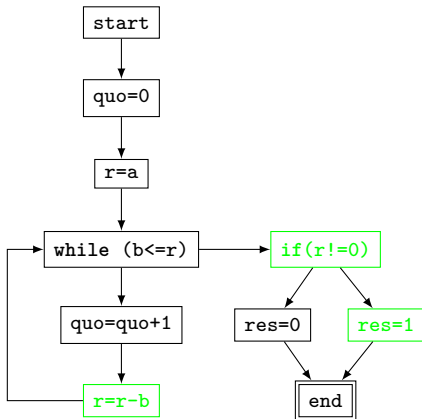 start
quo=0
r=a
while (b<=r)
if(r!=0)
quo=quo+1
res=0
res=1
r=r-b
end